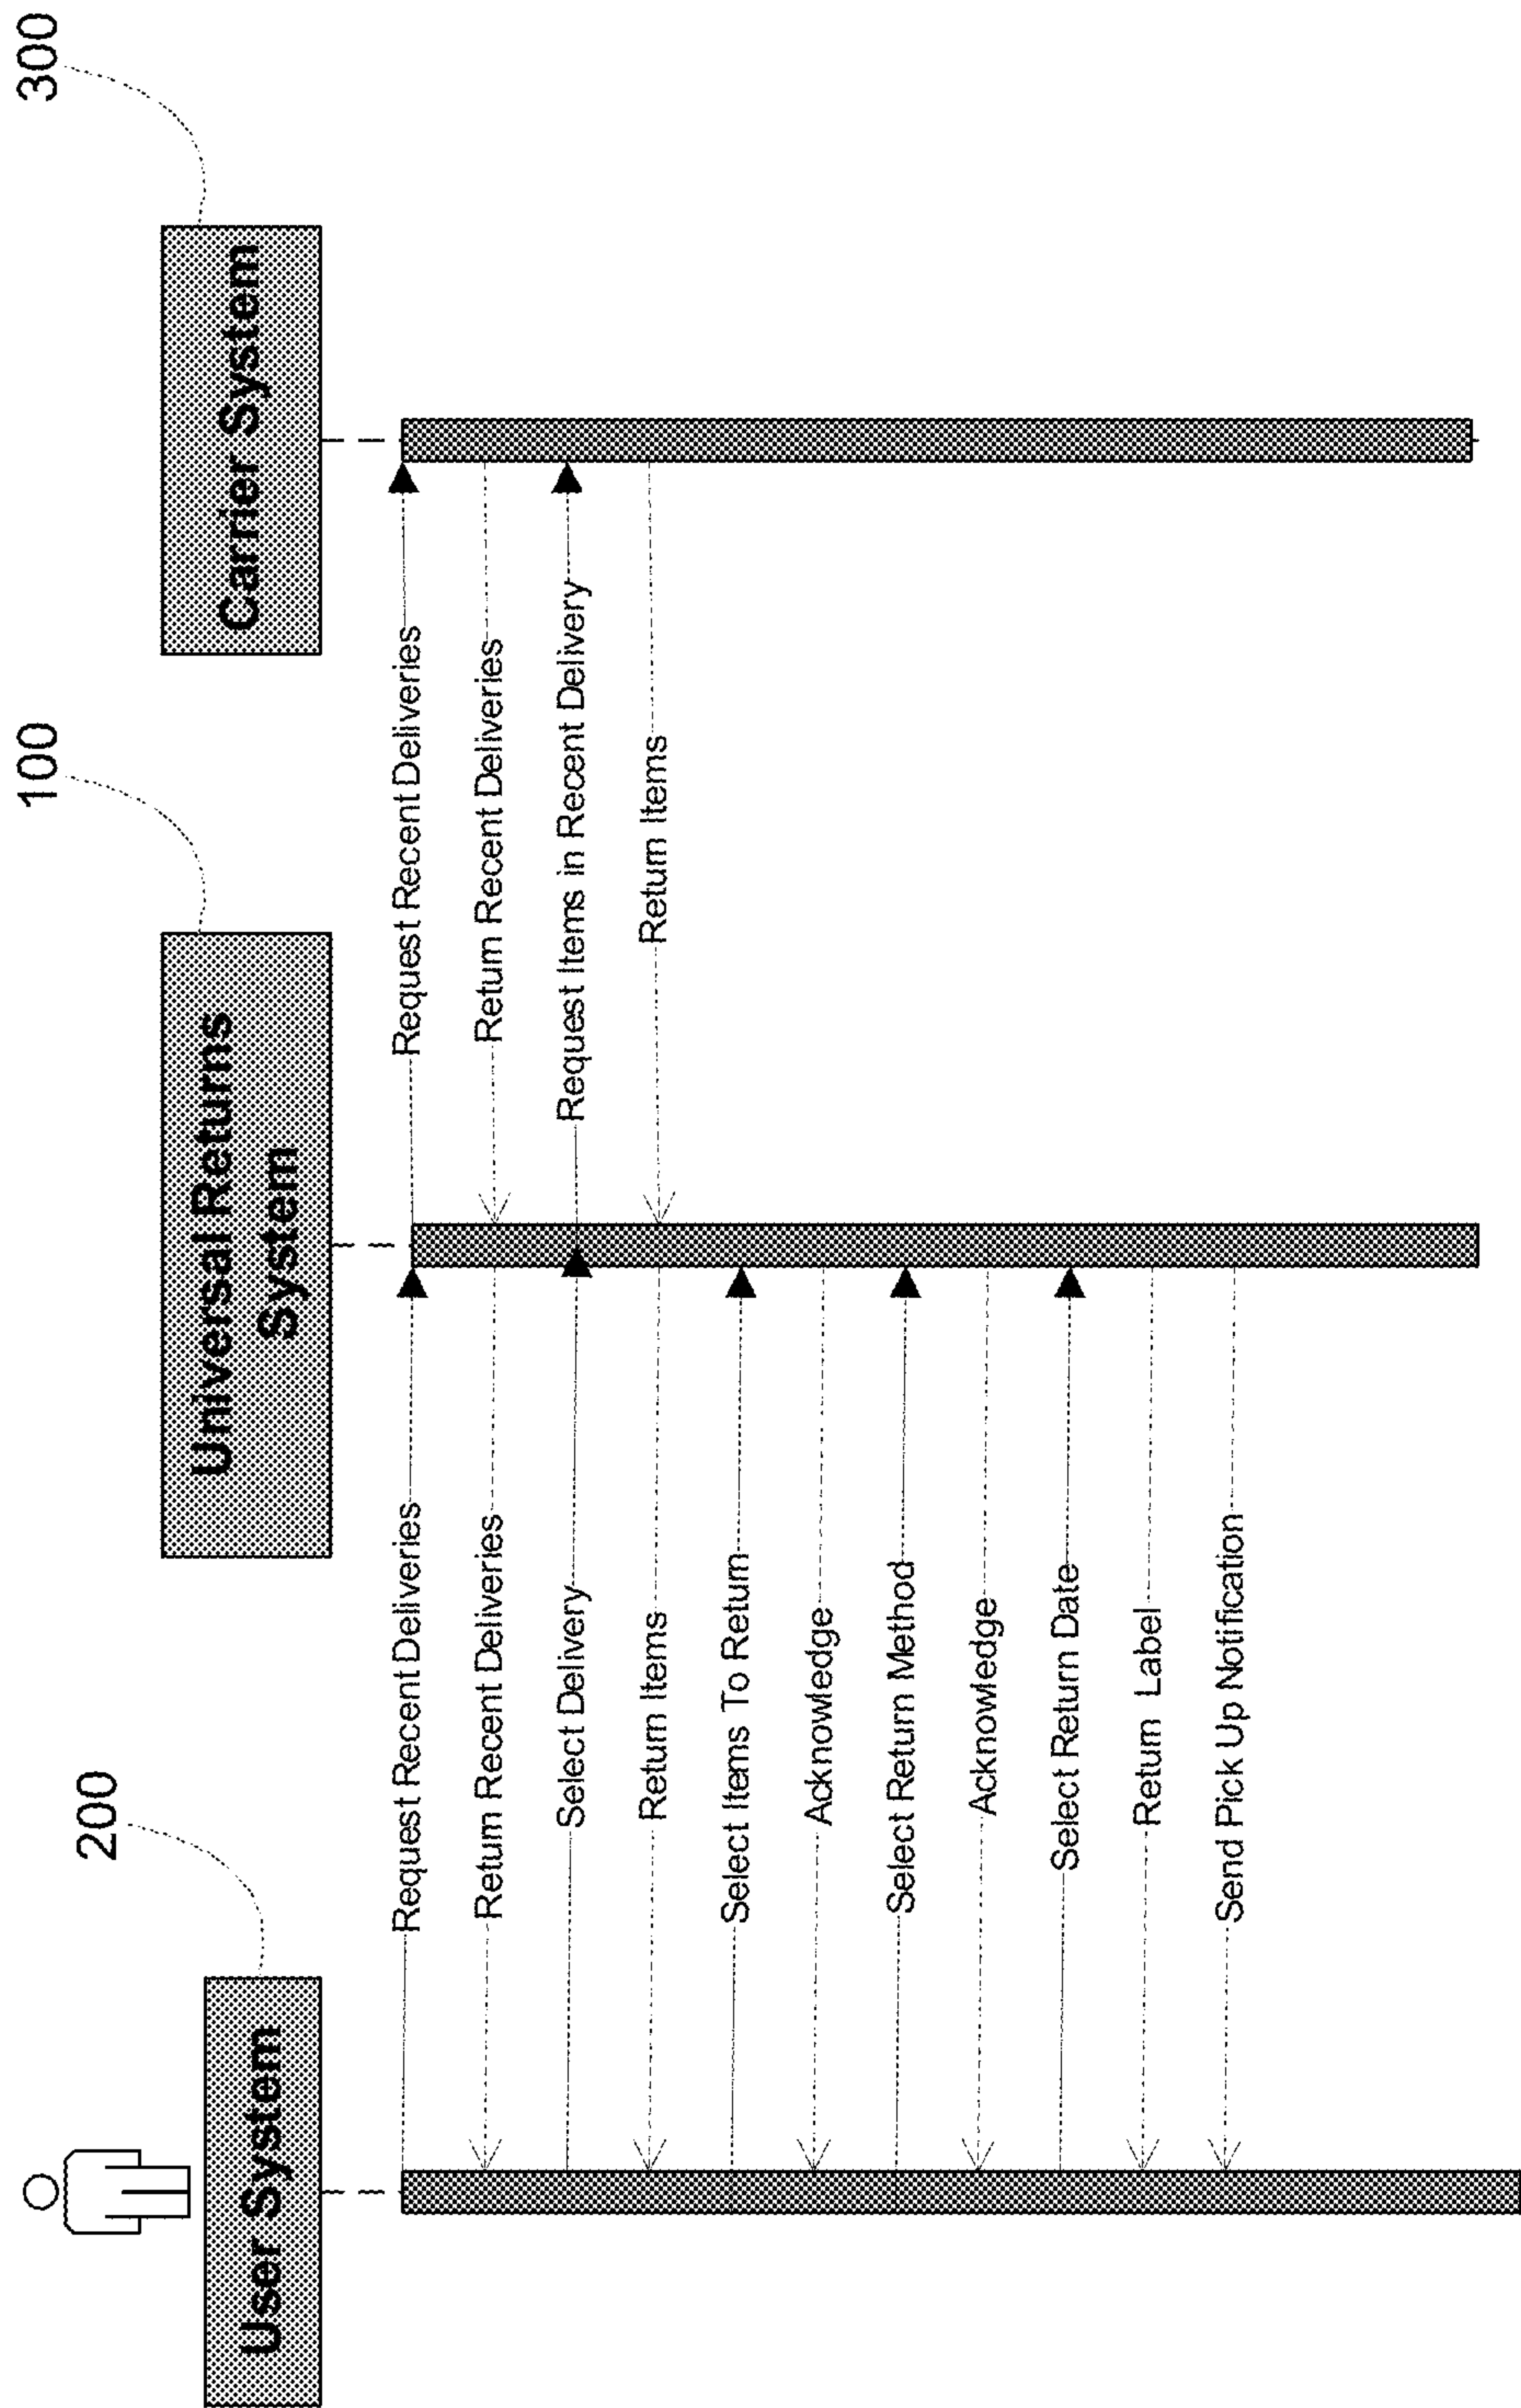 200
100
300
User System
Universal Returns
System
Carrier System
Request Recent Deliveries
Request Recent Deliveries
Return Recent Deliveries
Return Recent Deliveries
Select Delivery
Request Items in Recent Delivery
Return Items
Return Items
Select Items To Return
Acknowledge
Select Return Method
Acknowledge
Select Return Date
Return Label
Send Pick Up Notification